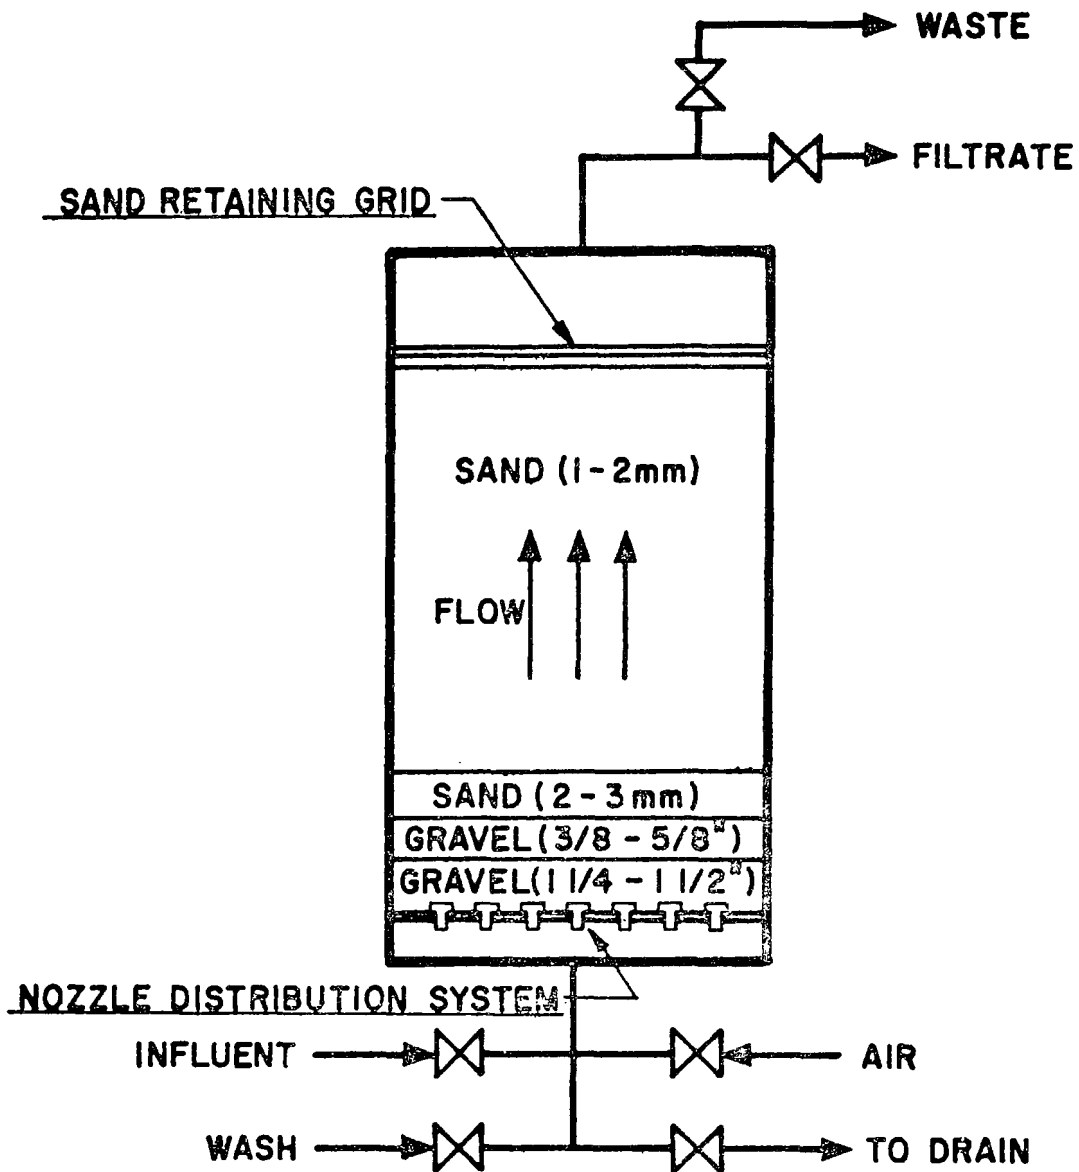 WASTE
FILTRATE
SAND RETAINING GRID
SAND (1-2mm)
FLOW
SAND (2-3mm)
GRAVEL (3/8 - 5/8")
GRAVEL (1 1/4 - 1 1/2")
NOZZLE DISTRIBUTION SYSTEM
INFLUENT
AIR
WASH
TO DRAIN